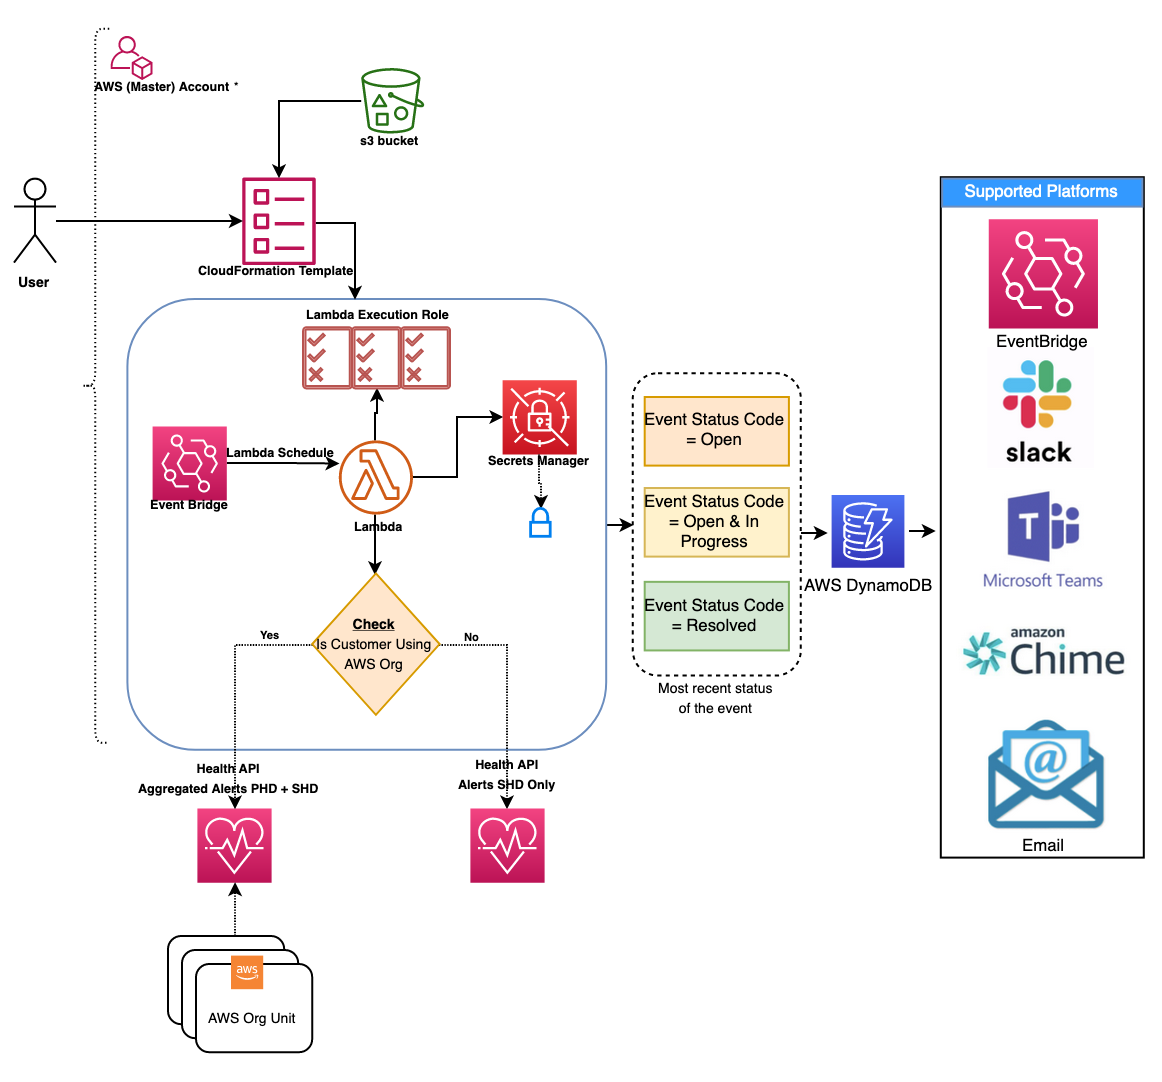 AWS (Master) Account *
s3 bucket
User
CloudFormation Template
Lambda Execution Role
Lambda Schedule
Event Bridge
Lambda
Secrets Manager
Check
Is Customer Using
AWS Org
Yes
No
Health API
Aggregated Alerts PHD + SHD
Health API
Alerts SHD Only
aws
AWS Org Unit
Event Status Code
= Open
Event Status Code
= Open & In
Progress
Event Status Code
= Resolved
Most recent status
of the event
AWS DynamoDB
Supported Platforms
EventBridge
slack
T
Microsoft Teams
amazon
Chime
@
Email